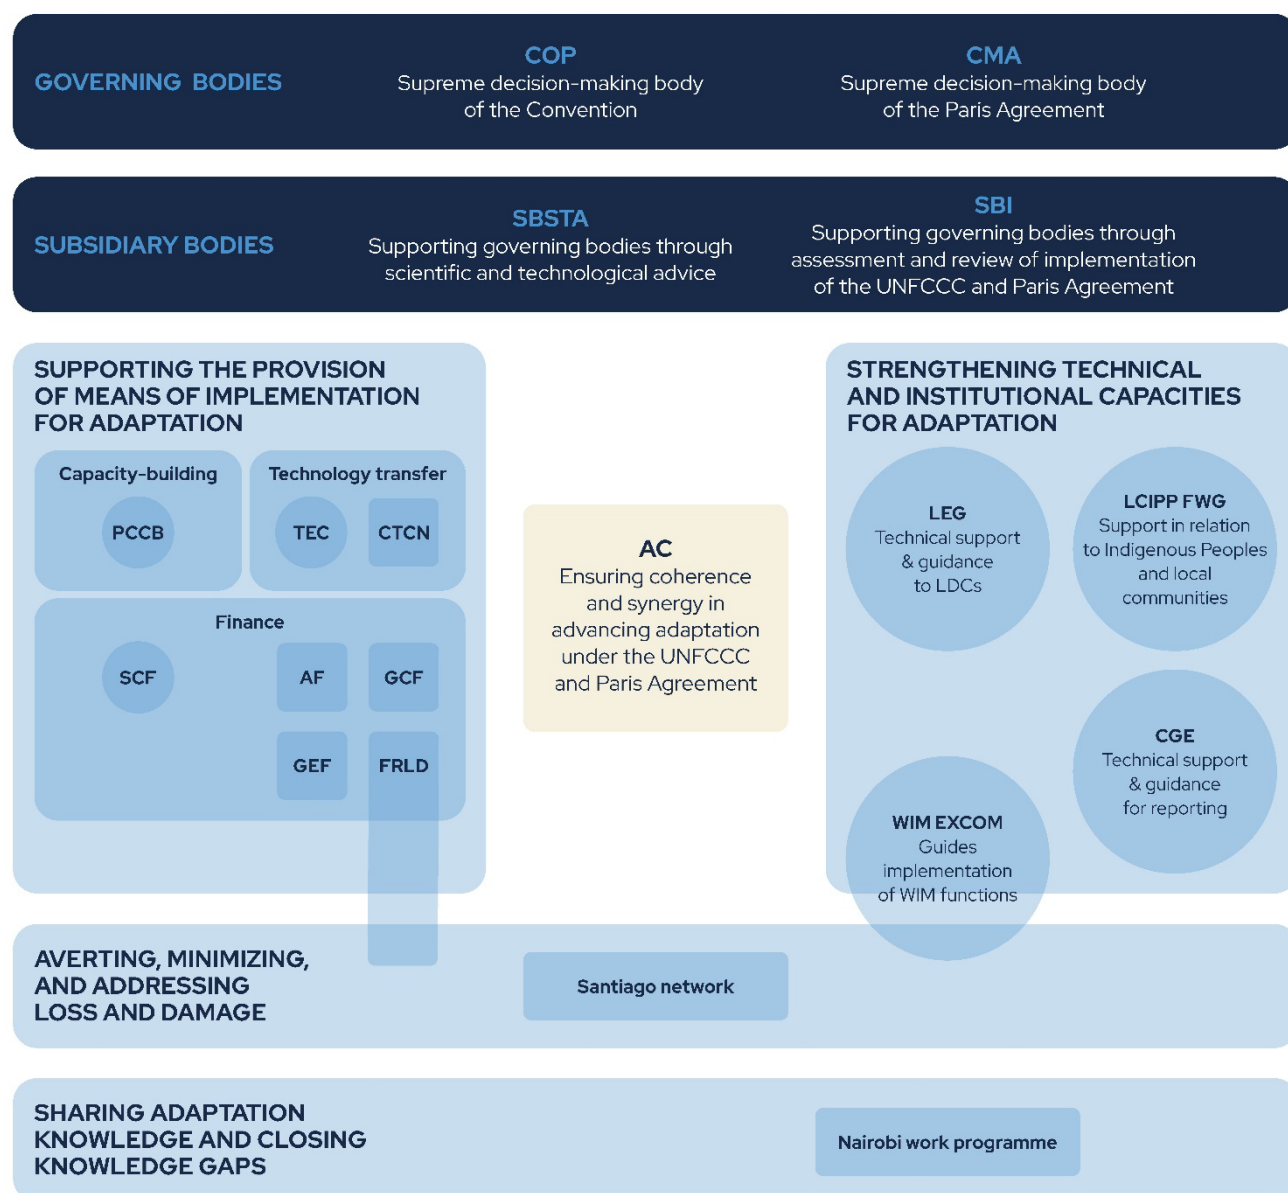 GOVERNING BODIES
COP
Supreme decision-making body
of the Convention
CMA
Supreme decision-making body
of the Paris Agreement
SUBSIDIARY BODIES
SBSTA
Supporting governing bodies through
scientific and technological advice
SBI
Supporting governing bodies through
assessment and review of implementation
of the UNFCCC and Paris Agreement
SUPPORTING THE PROVISION
OF MEANS OF IMPLEMENTATION
FOR ADAPTATION
Capacity-building
PCCB
Technology transfer
TEC
CTCN
Finance
SCF
AF
GCF
GEF
FRLD
AC
Ensuring coherence
and synergy in
advancing adaptation
under the UNFCCC
and Paris Agreement
STRENGTHENING TECHNICAL
AND INSTITUTIONAL CAPACITIES
FOR ADAPTATION
LEG
Technical support
& guidance
to LDCs
LCIPP FWG
Support in relation
to Indigenous Peoples
and local
communities
CGE
Technical support
& guidance
for reporting
WIM EXCOM
Guides
implementation
of WIM functions
AVERTING, MINIMIZING,
AND ADDRESSING
LOSS AND DAMAGE
Santiago network
SHARING ADAPTATION
KNOWLEDGE AND CLOSING
KNOWLEDGE GAPS
Nairobi work programme